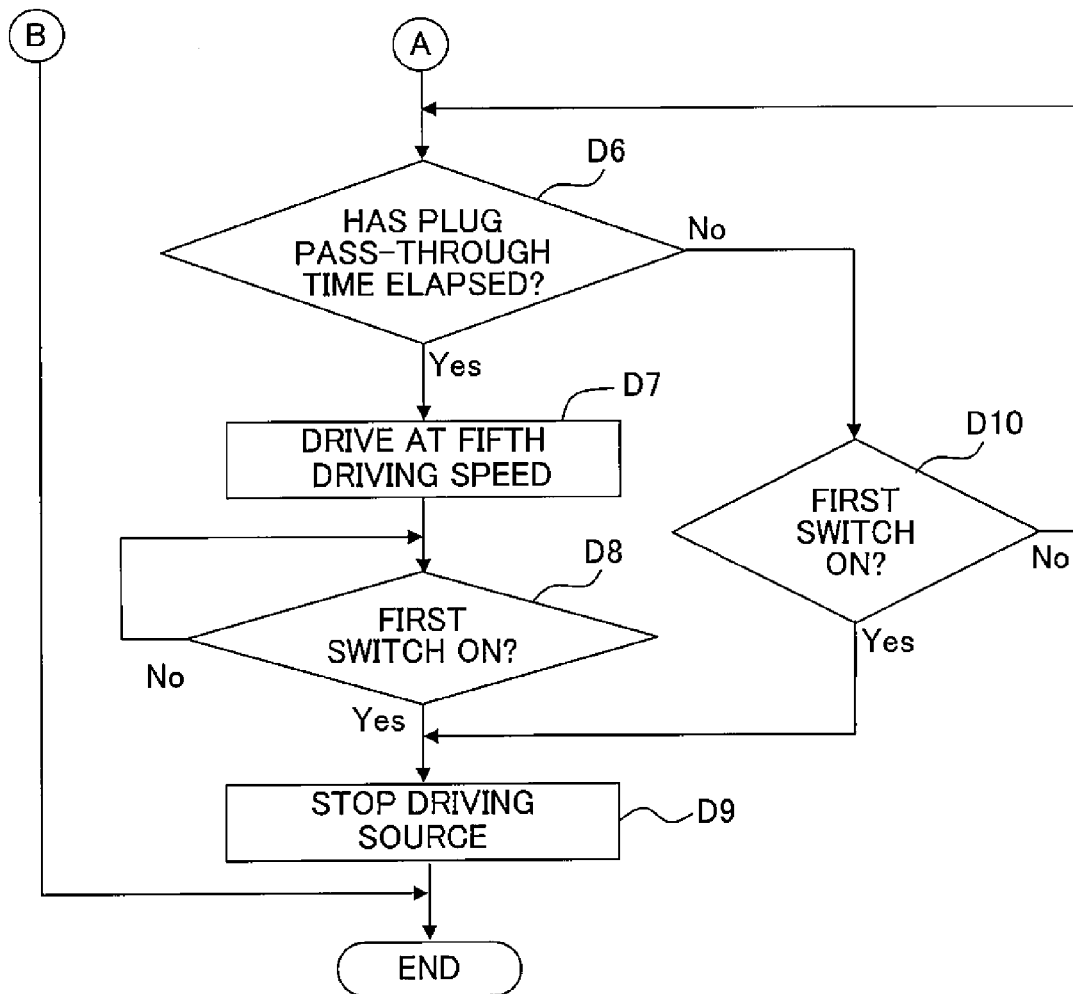 B
A
D6
HAS PLUG
PASS-THROUGH
TIME ELAPSED?
No
Yes
D7
DRIVE AT FIFTH
DRIVING SPEED
D10
FIRST
SWITCH
ON?
No
Yes
D8
FIRST
SWITCH ON?
No
Yes
STOP DRIVING
SOURCE
D9
END